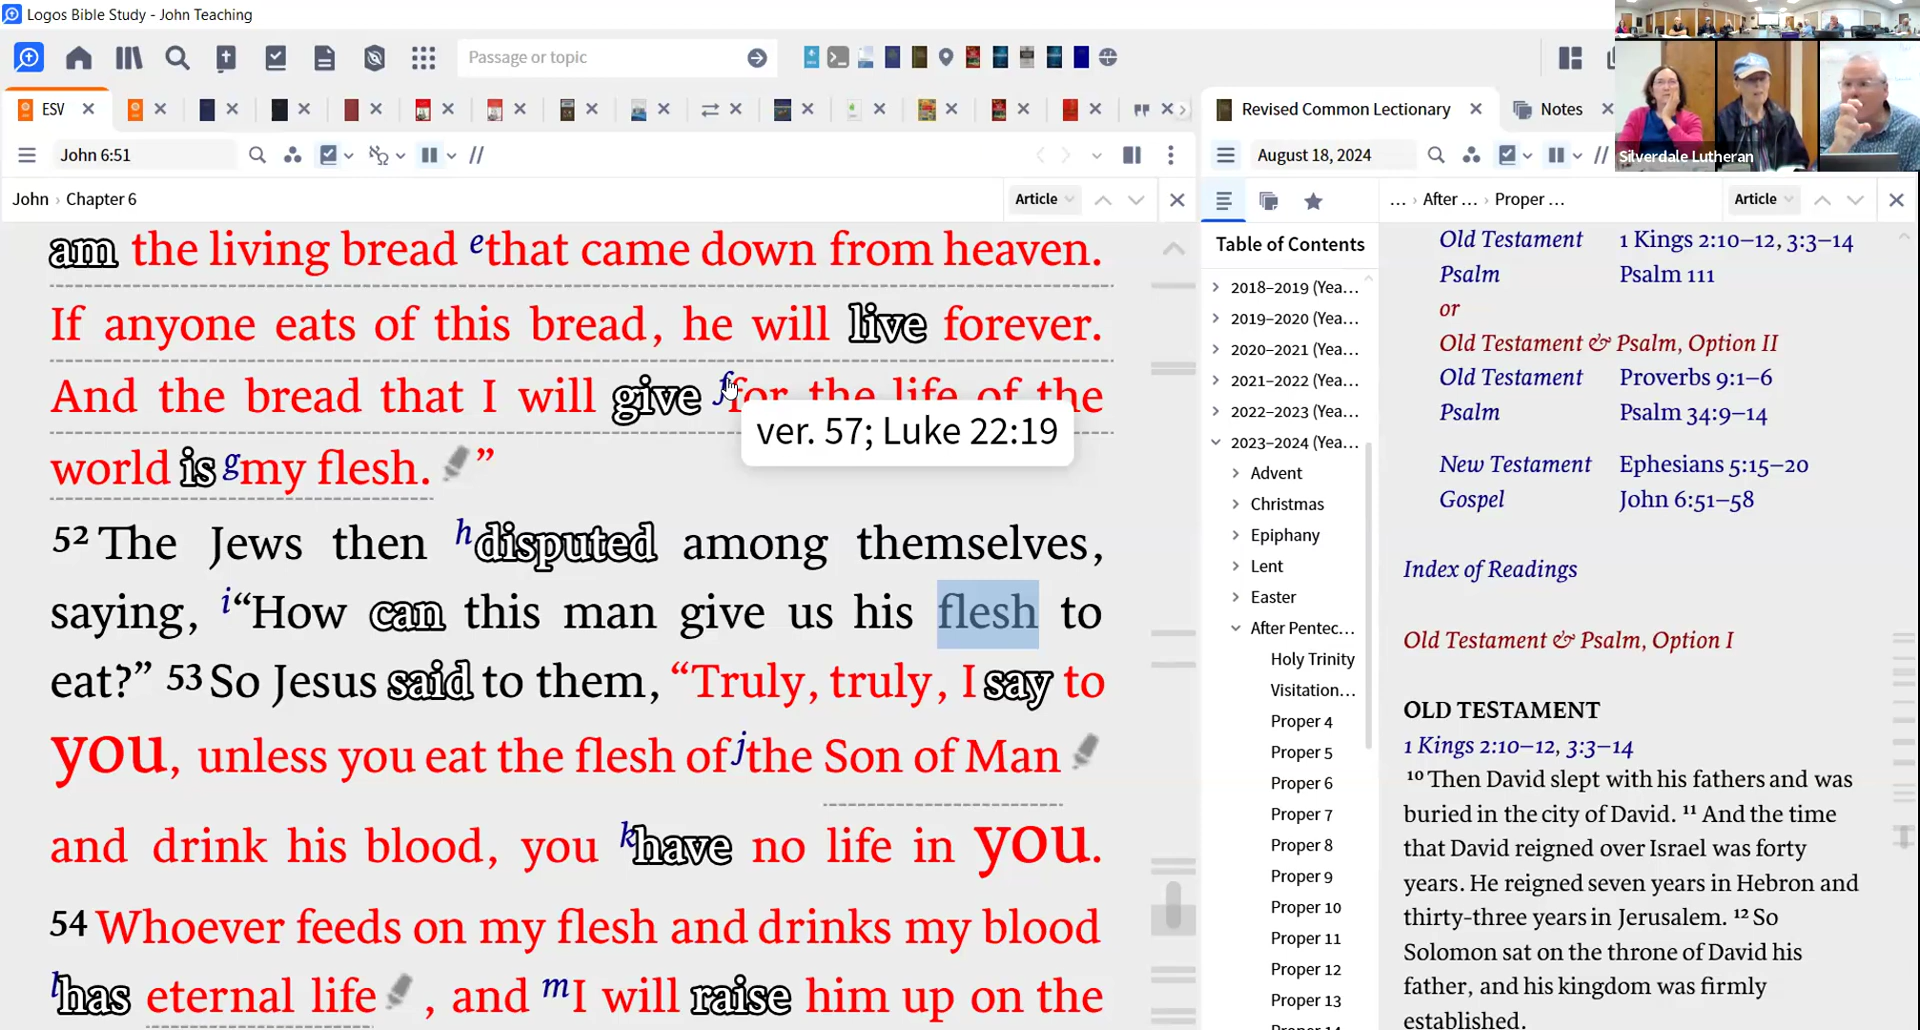 Logos Bible Study - John Teaching
Passage or topic
ESV
Revised Common Lectionary
Notes
Silverdale Lutheran
John 6:51
August 18, 2024
John › Chapter 6
Article
... › After ... › Proper ...
Article
am the living bread e that came down from heaven.
If anyone eats of this bread, he will live forever.
And the bread that I will give f for the life of the
ver. 57; Luke 22:19
world is g my flesh.”
52 The Jews then h disputed among themselves,
saying, i “How can this man give us his flesh to
eat?” 53 So Jesus said to them, “Truly, truly, I say to
you, unless you eat the flesh of j the Son of Man
and drink his blood, you k have no life in you.
54 Whoever feeds on my flesh and drinks my blood
l has eternal life, and m I will raise him up on the
Table of Contents
2018–2019 (Yea...
2019–2020 (Yea...
2020–2021 (Yea...
2021–2022 (Yea...
2022–2023 (Yea...
2023–2024 (Yea...
Advent
Christmas
Epiphany
Lent
Easter
After Pentec...
Holy Trinity
Visitation...
Proper 4
Proper 5
Proper 6
Proper 7
Proper 8
Proper 9
Proper 10
Proper 11
Proper 12
Proper 13
Old Testament 1 Kings 2:10–12, 3:3–14
Psalm Psalm 111
or
Old Testament & Psalm, Option II
Old Testament Proverbs 9:1–6
Psalm Psalm 34:9–14
New Testament Ephesians 5:15–20
Gospel John 6:51–58
Index of Readings
Old Testament & Psalm, Option I
OLD TESTAMENT
1 Kings 2:10–12, 3:3–14
10 Then David slept with his fathers and was
buried in the city of David. 11 And the time
that David reigned over Israel was forty
years. He reigned seven years in Hebron and
thirty-three years in Jerusalem. 12 So
Solomon sat on the throne of David his
father, and his kingdom was firmly
established.